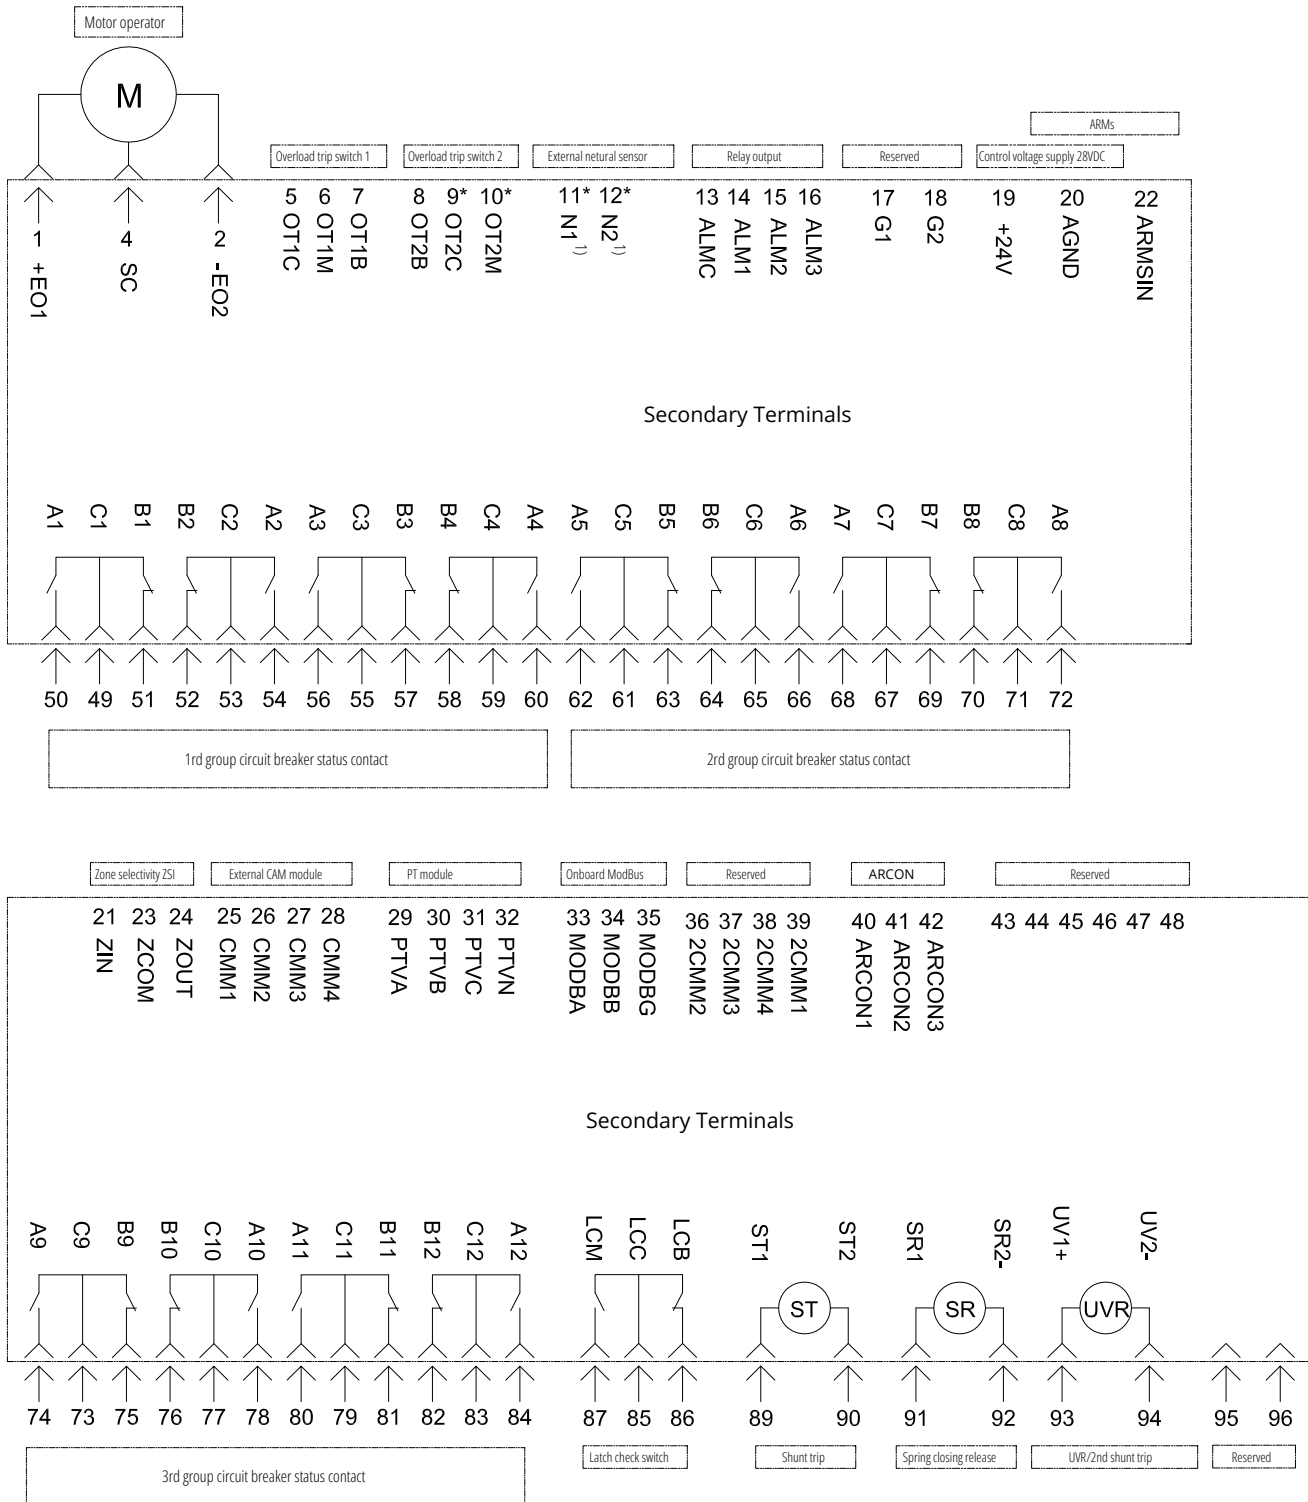 Motor operator
M
ARMs
Overload trip switch 1 Overload trip switch 2 External netural sensor Relay output Reserved Control voltage supply 28VDC
1 4 2 5 6 7 8 9* 10* 11* 12* 13 14 15 16 17 18 19 20 22
+EO1 SC -EO2 OT1C OT1M OT1B OT2B OT2C OT2M N1 1) N2 1) ALMC ALM1 ALM2 ALM3 G1 G2 +24V AGND ARMSIN
Secondary Terminals
A1 C1 B1 B2 C2 A2 A3 C3 B3 B4 C4 A4 A5 C5 B5 B6 C6 A6 A7 C7 B7 B8 C8 A8
50 49 51 52 53 54 56 55 57 58 59 60 62 61 63 64 65 66 68 67 69 70 71 72
1rd group circuit breaker status contact 2rd group circuit breaker status contact
Zone selectivity ZSI External CAM module PT module Onboard ModBus Reserved ARCON Reserved
21 23 24 25 26 27 28 29 30 31 32 33 34 35 36 37 38 39 40 41 42 43 44 45 46 47 48
ZIN ZCOM ZOUT CMM1 CMM2 CMM3 CMM4 PTVA PTVB PTVC PTVN MODBA MODBB MODBG 2CMM2 2CMM3 2CMM4 2CMM1 ARCON1 ARCON2 ARCON3
Secondary Terminals
A9 C9 B9 B10 C10 A10 A11 C11 B11 B12 C12 A12 LCM LCC LCB ST1 ST2 SR1 SR2- UV1+ UV2-
ST SR UVR
74 73 75 76 77 78 80 79 81 82 83 84 87 85 86 89 90 91 92 93 94 95 96
Latch check switch Shunt trip Spring closing release UVR/2nd shunt trip Reserved
3rd group circuit breaker status contact